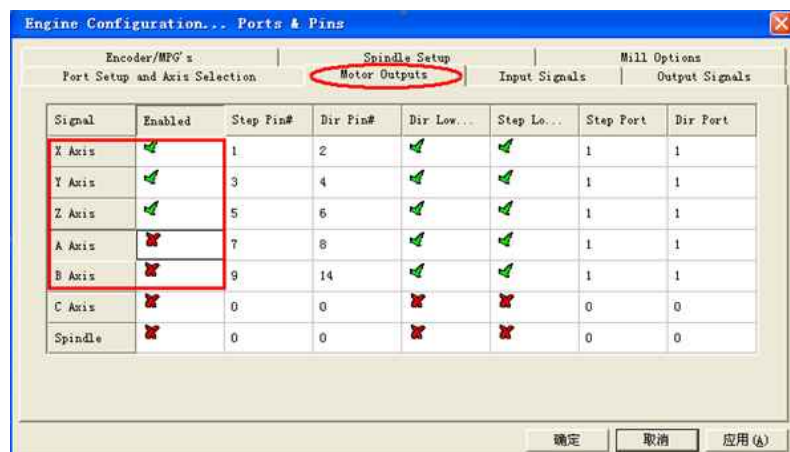 Engine Configuration... Ports & Pins
Encoder/MPG's Spindle Setup Mill Options
Port Setup and Axis Selection Motor Outputs Input Signals Output Signals
Signal Enabled Step Pin# Dir Pin# Dir Low... Step Lo... Step Port Dir Port
X Axis 1 2 1 1
Y Axis 3 4 1 1
Z Axis 5 6 1 1
A Axis 7 8 1 1
B Axis 9 14 1 1
C Axis 0 0 0 0
Spindle 0 0 0 0
确定 取消 应用(A)